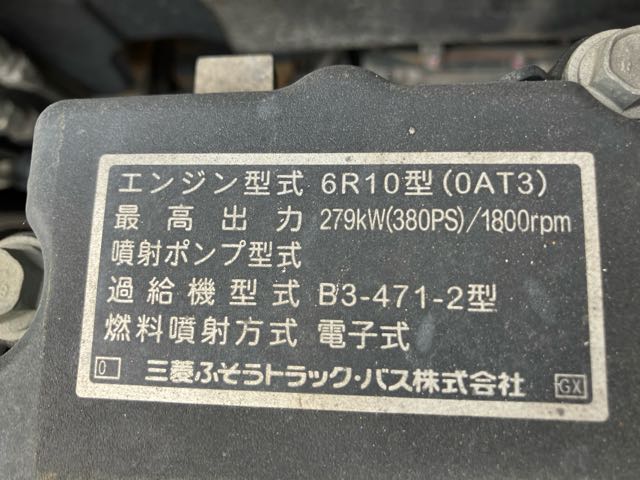 エンジン型式 6R10型(0AT3)
最高出力 279kW(380PS)/1800rpm
噴射ポンプ型式
過給機型式 B3-471-2型
燃料噴射方式 電子式
0 三菱ふそうトラック・バス株式会社 GX